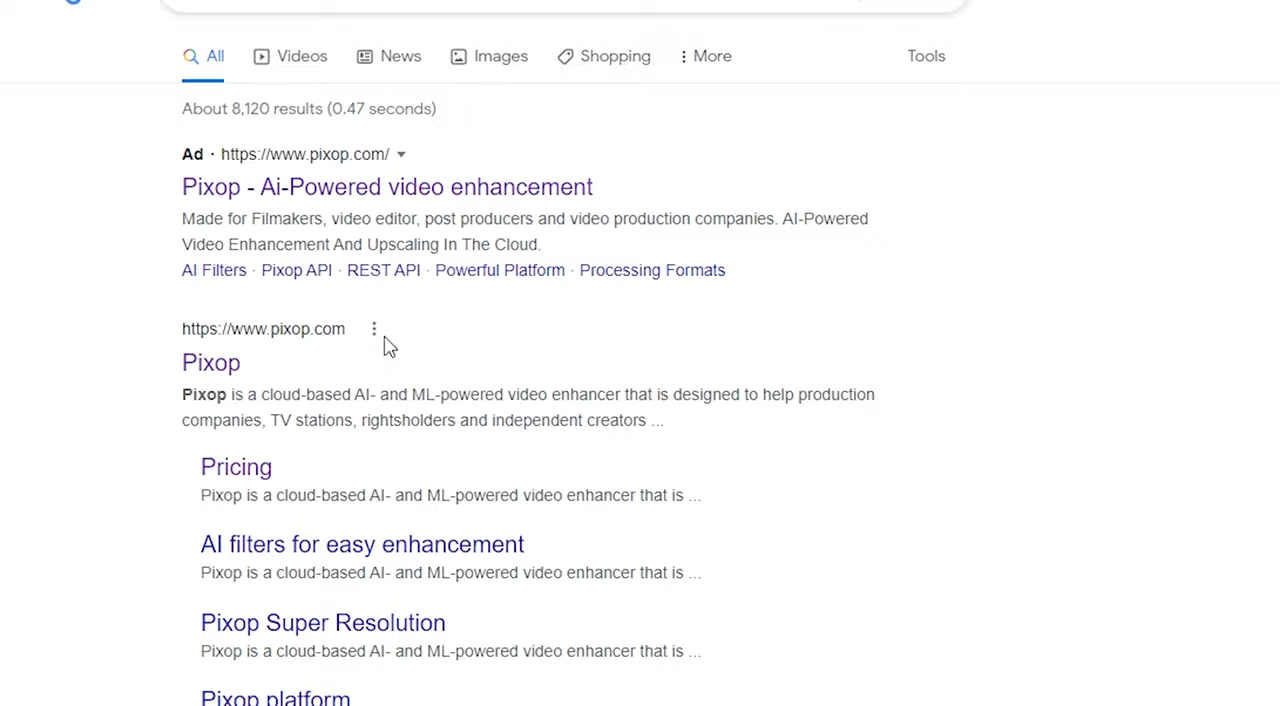 All Videos News Images Shopping More Tools
About 8,120 results (0.47 seconds)
Ad · https://www.pixop.com/
Pixop - Ai-Powered video enhancement
Made for Filmakers, video editor, post producers and video production companies. AI-Powered
Video Enhancement And Upscaling In The Cloud.
AI Filters · Pixop API · REST API · Powerful Platform · Processing Formats
https://www.pixop.com
Pixop
Pixop is a cloud-based AI- and ML-powered video enhancer that is designed to help production
companies, TV stations, rightsholders and independent creators ...
Pricing
Pixop is a cloud-based AI- and ML-powered video enhancer that is ...
AI filters for easy enhancement
Pixop is a cloud-based AI- and ML-powered video enhancer that is ...
Pixop Super Resolution
Pixop is a cloud-based AI- and ML-powered video enhancer that is ...
Pixop platform